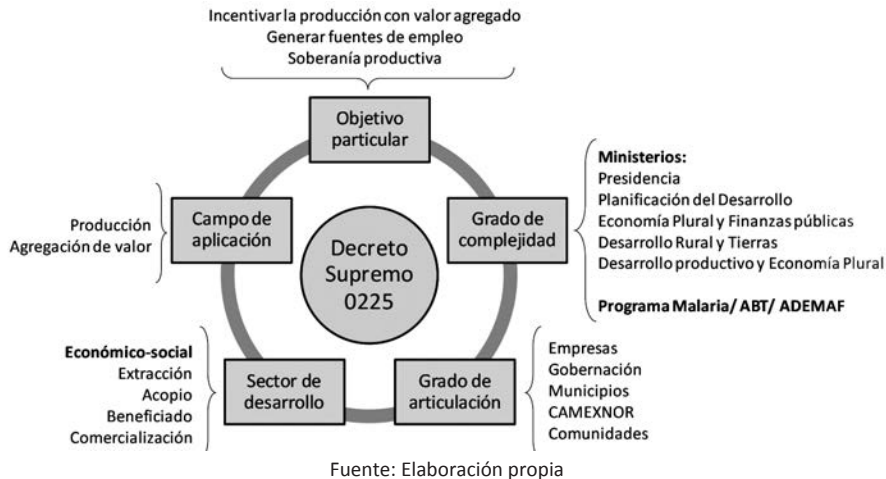 Incentivar la producción con valor agregado
Generar fuentes de empleo
Soberanía productiva
Objetivo
particular
Campo de
aplicación
Producción
Agregación de valor
Decreto
Supremo
0225
Grado de
complejidad
Ministerios:
Presidencia
Planificación del Desarrollo
Economía Plural y Finanzas públicas
Desarrollo Rural y Tierras
Desarrollo productivo y Economía Plural
Programa Malaria/ ABT/ ADEMAF
Económico-social
Extracción
Acopio
Beneficiado
Comercialización
Sector de
desarrollo
Grado de
articulación
Empresas
Gobernación
Municipios
CAMEXNOR
Comunidades
Fuente: Elaboración propia